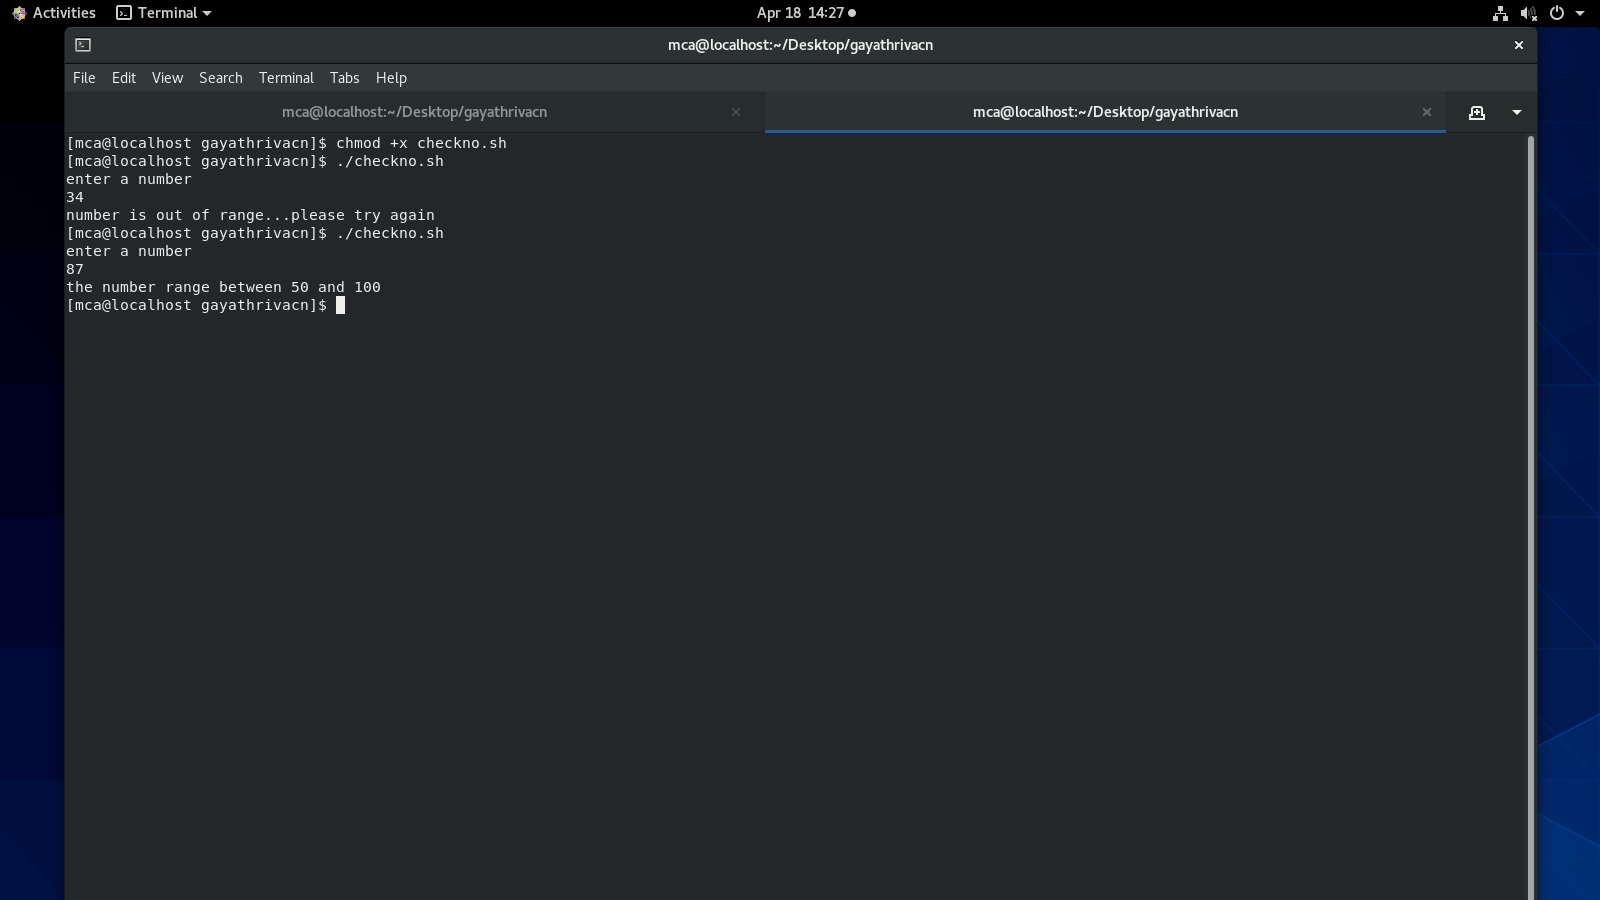 Activities Terminal Apr 18 14:27
mca@localhost:~/Desktop/gayathrivacn
File Edit View Search Terminal Tabs Help
mca@localhost:~/Desktop/gayathrivacn mca@localhost:~/Desktop/gayathrivacn
[mca@localhost gayathrivacn]$ chmod +x checkno.sh
[mca@localhost gayathrivacn]$ ./checkno.sh
enter a number
34
number is out of range...please try again
[mca@localhost gayathrivacn]$ ./checkno.sh
enter a number
87
the number range between 50 and 100
[mca@localhost gayathrivacn]$